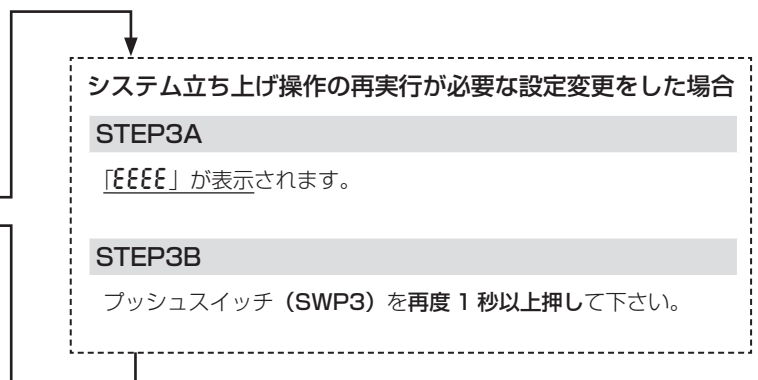 システム立ち上げ操作の再実行が必要な設定変更をした場合
STEP3A
「EEEE」が表示されます。
STEP3B
プッシュスイッチ（SWP3）を再度 1 秒以上押して下さい。